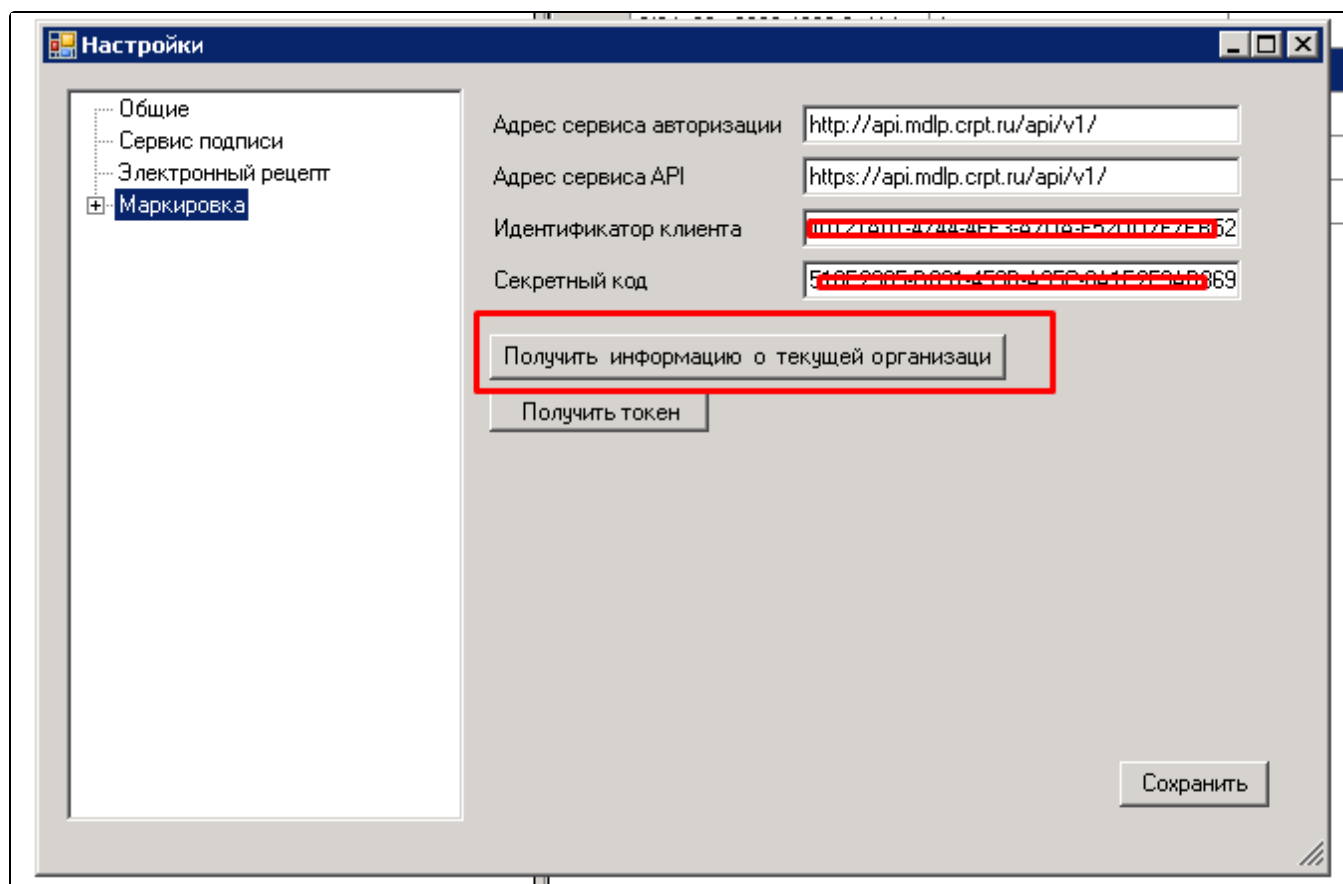 Настройки
Общие
Сервис подписи
Электронный рецепт
Маркировка
Адрес сервиса авторизации http://api.mdlp.crpt.ru/api/v1/
Адрес сервиса API https://api.mdlp.crpt.ru/api/v1/
Идентификатор клиента
Секретный код
Получить информацию о текущей организаци
Получить токен
Сохранить